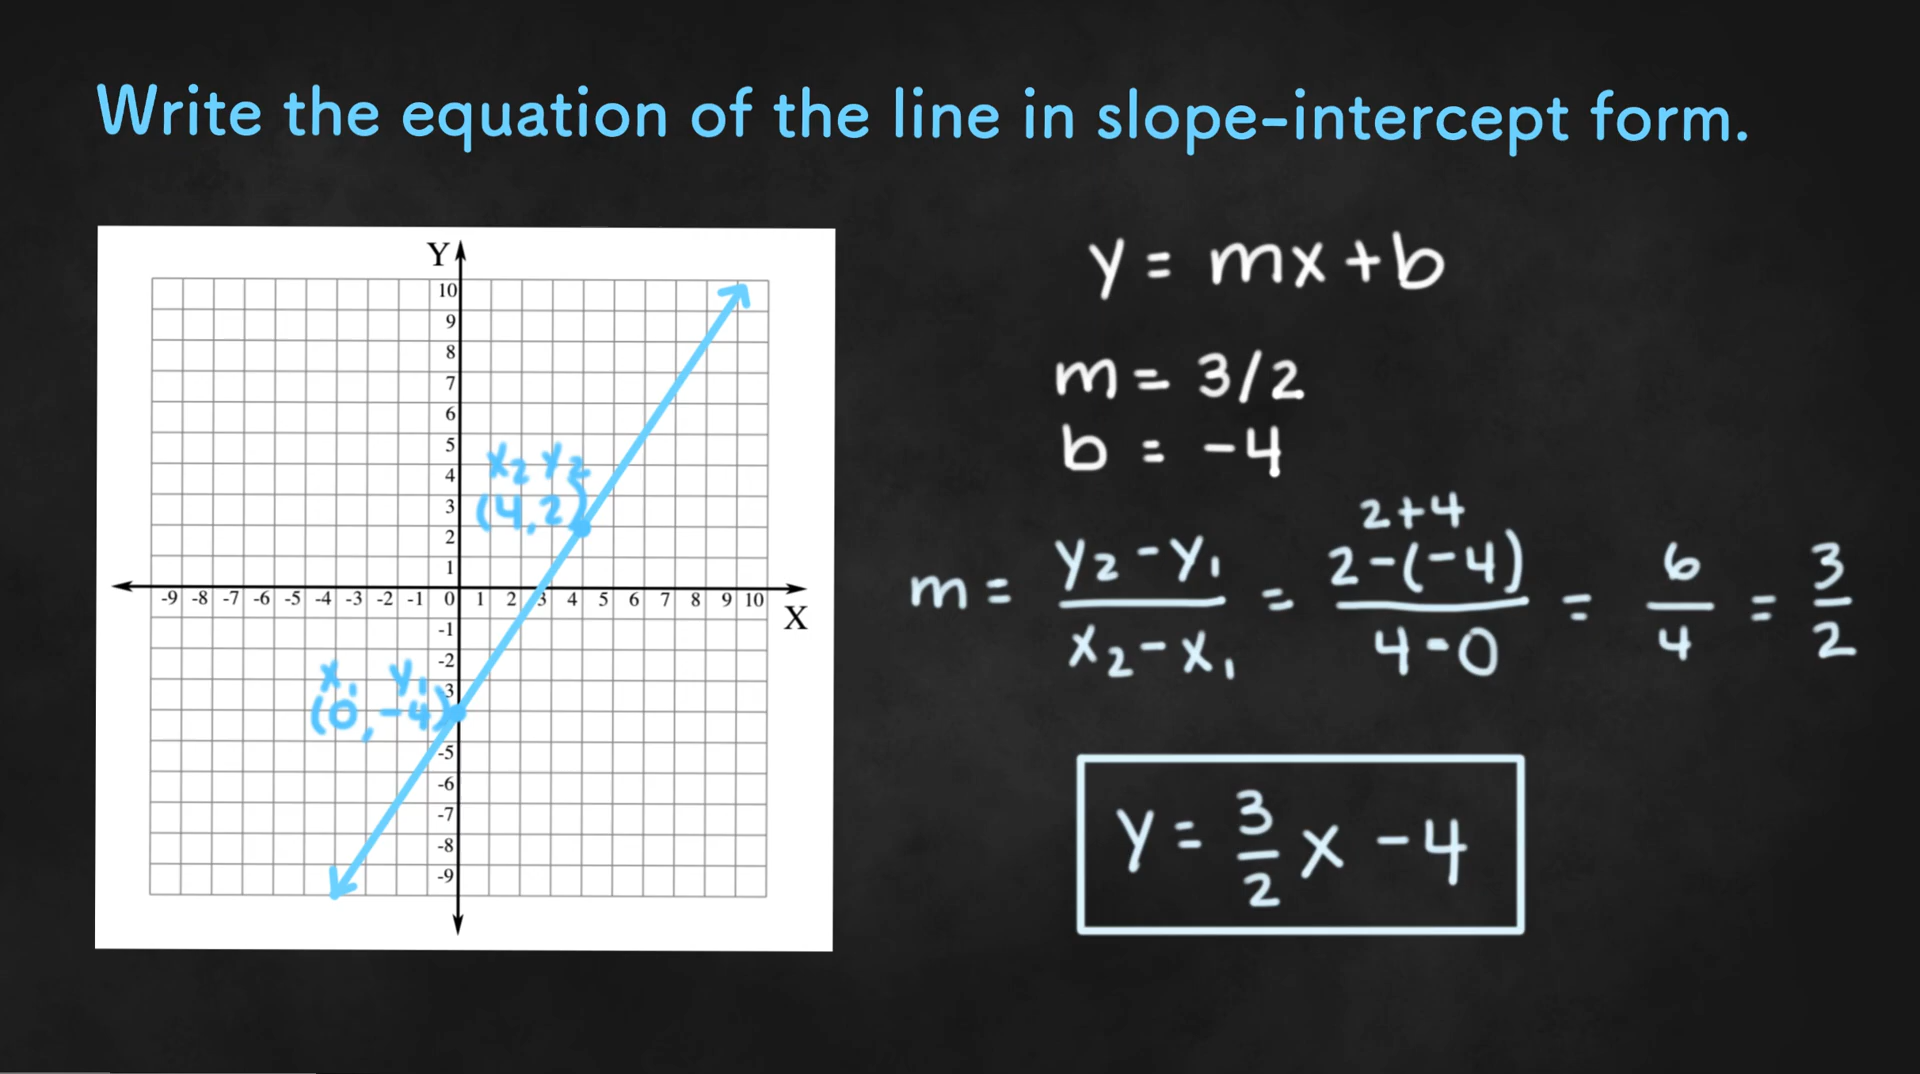 Write the equation of the line in slope-intercept form.
Y
10
9
8
7
6
5
4
3
2
1
-9 -8 -7 -6 -5 -4 -3 -2 -1 0 1 2 3 4 5 6 7 8 9 10
X
-1
-2
3
-5
-6
-7
-8
-9
x₂ y₂
(4,2)
x₁ y₁
(0,-4)
y = mx+b
m = 3/2
b = -4
2+4
m = y₂-y₁ / x₂-x₁ = 2-(-4) / 4-0 = 6/4 = 3/2
y = 3/2 x - 4